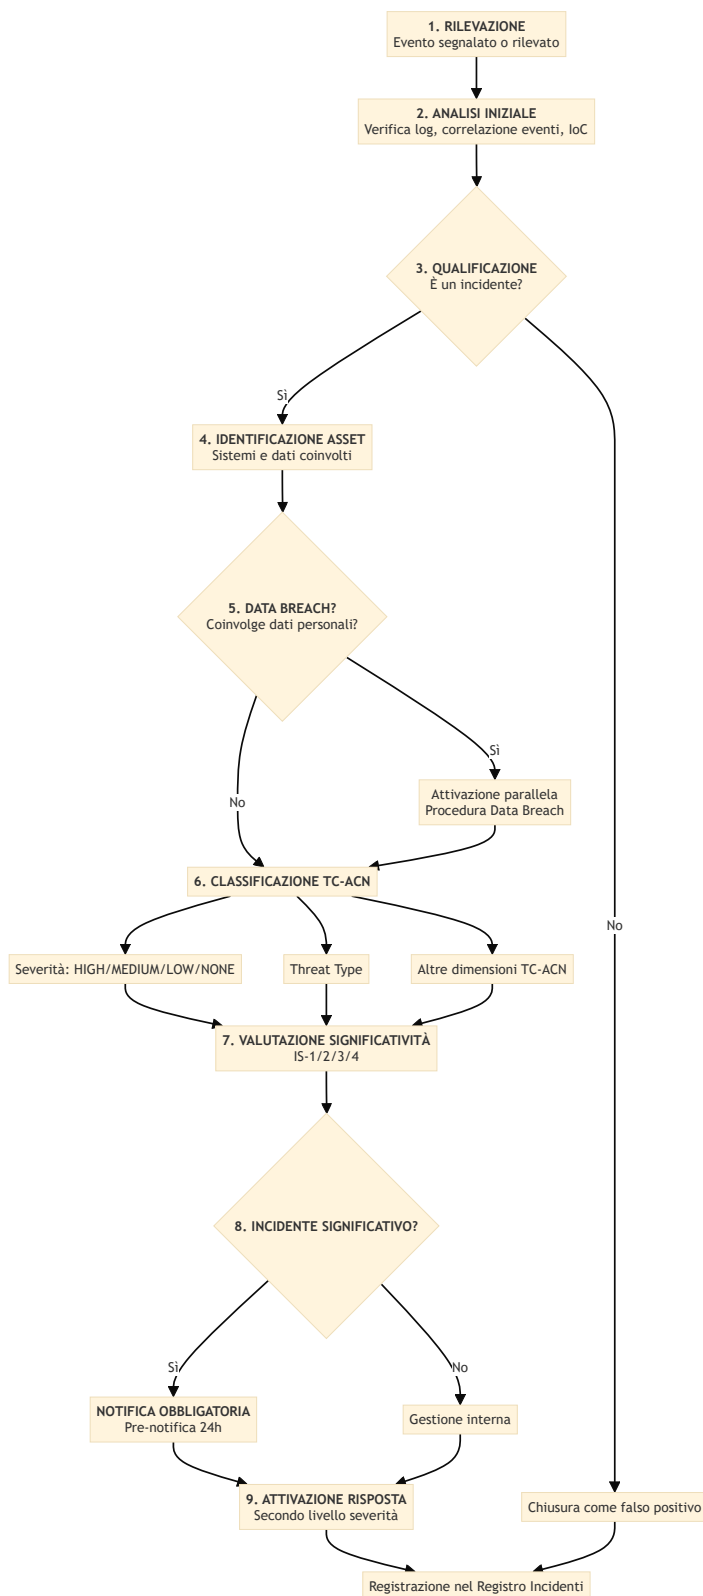 1. RILEVAZIONE
Evento segnalato o rilevato
2. ANALISI INIZIALE
Verifica log, correlazione eventi, IoC
3. QUALIFICAZIONE
È un incidente?
Sì
4. IDENTIFICAZIONE ASSET
Sistemi e dati coinvolti
5. DATA BREACH?
Coinvolge dati personali?
Sì
Attivazione parallela
Procedura Data Breach
No
6. CLASSIFICAZIONE TC-ACN
No
Severità: HIGH/MEDIUM/LOW/NONE
Threat Type
Altre dimensioni TC-ACN
7. VALUTAZIONE SIGNIFICATIVITÀ
IS-1/2/3/4
8. INCIDENTE SIGNIFICATIVO?
Sì
No
NOTIFICA OBBLIGATORIA
Pre-notifica 24h
Gestione interna
9. ATTIVAZIONE RISPOSTA
Secondo livello severità
Chiusura come falso positivo
Registrazione nel Registro Incidenti